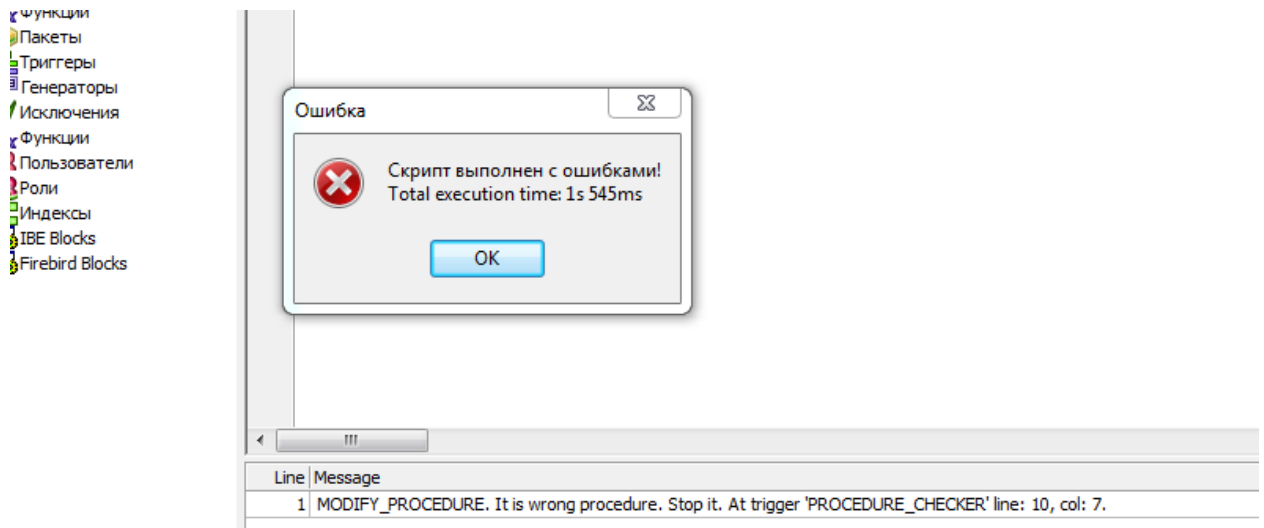 Функции
Пакеты
Триггеры
Генераторы
Исключения
Функции
Пользователи
Роли
Индексы
IBE Blocks
Firebird Blocks
Ошибка
Скрипт выполнен с ошибками!
Total execution time: 1s 545ms
OK
Line Message
1 MODIFY_PROCEDURE. It is wrong procedure. Stop it. At trigger 'PROCEDURE_CHECKER' line: 10, col: 7.